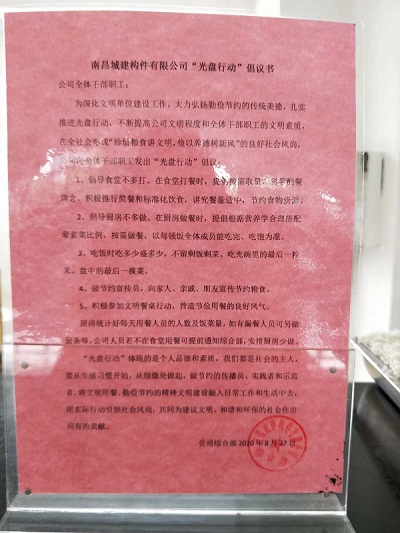 南昌城建构件有限公司“光盘行动”倡议书
公司全体干部职工：
为深化文明单位建设工作，大力弘扬勤俭节约的传统美德，扎实
推进光盘行动，不断提高公司文明程度和全体干部职工的文明素质，
在全社会形成“珍惜粮食讲文明，俭以养德树新风”的良好社会风尚，
公司向全体干部职工发出“光盘行动”倡议：
1、倡导食堂不多打。在食堂打餐时，提倡按需取量，
理念，积极推行简餐和标准化饮食，讲究餐量适中，节约食物资源。
2、倡导厨房不多做。在厨房做餐时，提倡根据营养学合理搭配
荤素菜比例，按需做餐，以每顿饭全体成员能吃完、吃饱为准。
3、吃饭时吃多少盛多少，不留剩饭剩菜，吃光碗里的最后一粒
米、盘中的最后一棵菜。
4、做节约宣传员，向家人、亲戚、朋友宣传节约粮食。
5、积极参加文明餐桌行动，营造节俭用餐的良好风气。
厨房统计好每天用餐人员的人数及饭菜量，如有漏餐人员可另做
面条等。公司人员若不在食堂用餐可提前通知综合部，安排厨房少做。
“光盘行动”体现的是个人品德和素质，我们都是社会的主人，
要从生活习惯开始，从细微处做起，做节约的传播员、实践者和示范
者，将文明用餐、勤俭节约的精神文明建设融入日常工作和生活中去，
用实际行动引领社会风尚，共同为建设文明、和谐和环保的社会作出
应有的贡献。
公司综合部 2020 年 8 月 27 日